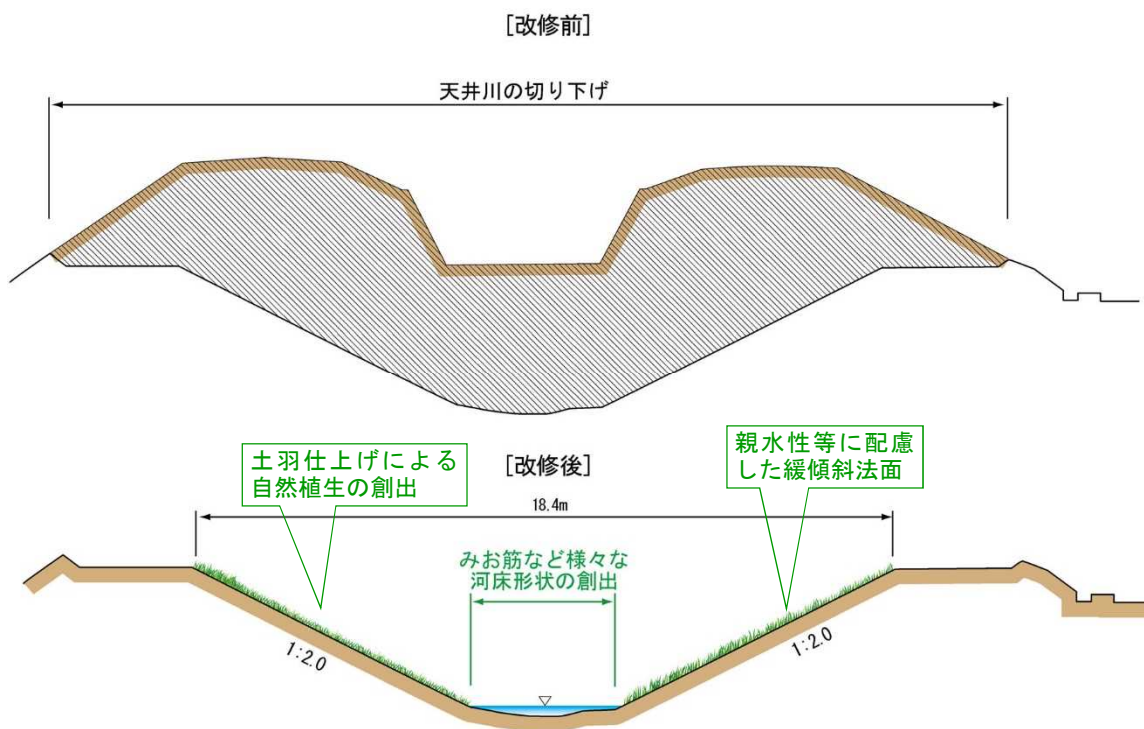 [改修前]
天井川の切り下げ
土羽仕上げによる
自然植生の創出
[改修後]
親水性等に配慮
した緩傾斜法面
18.4m
みお筋など様々な
河床形状の創出
1:2.0
1:2.0